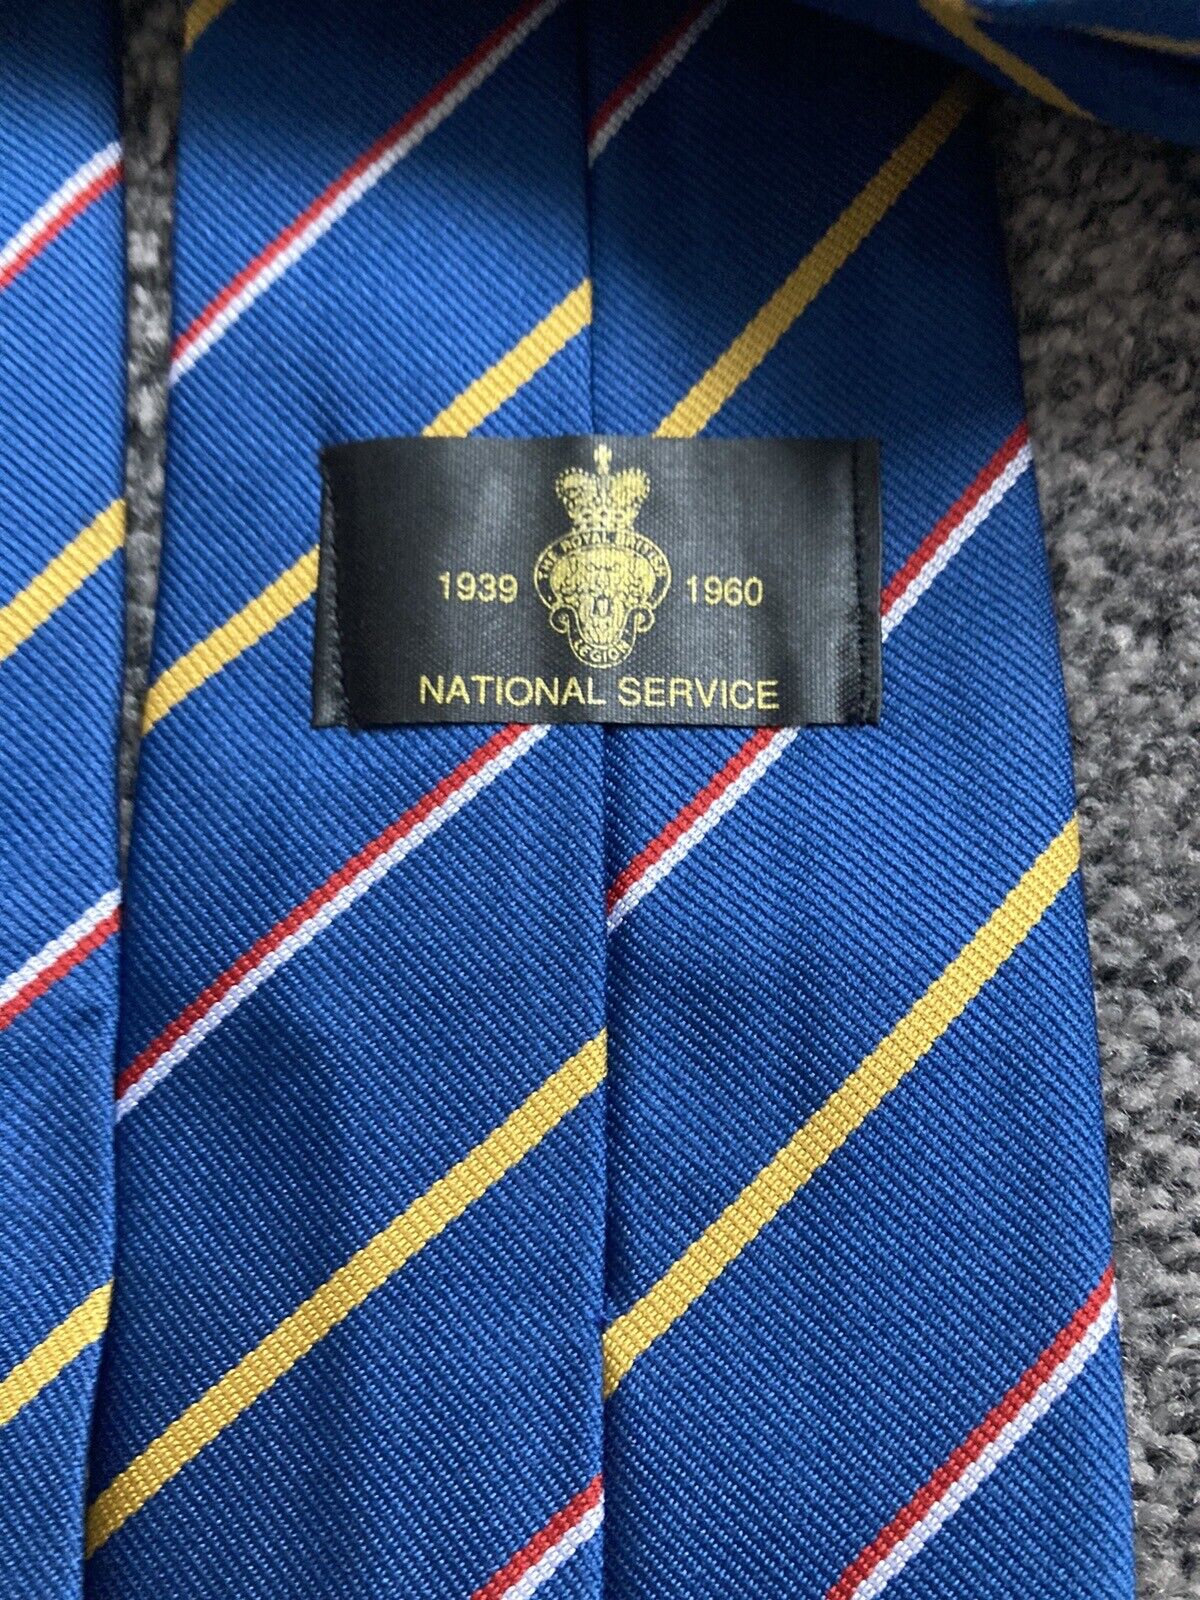 THE ROYAL BRITISH
1939 1960
LEGION
NATIONAL SERVICE